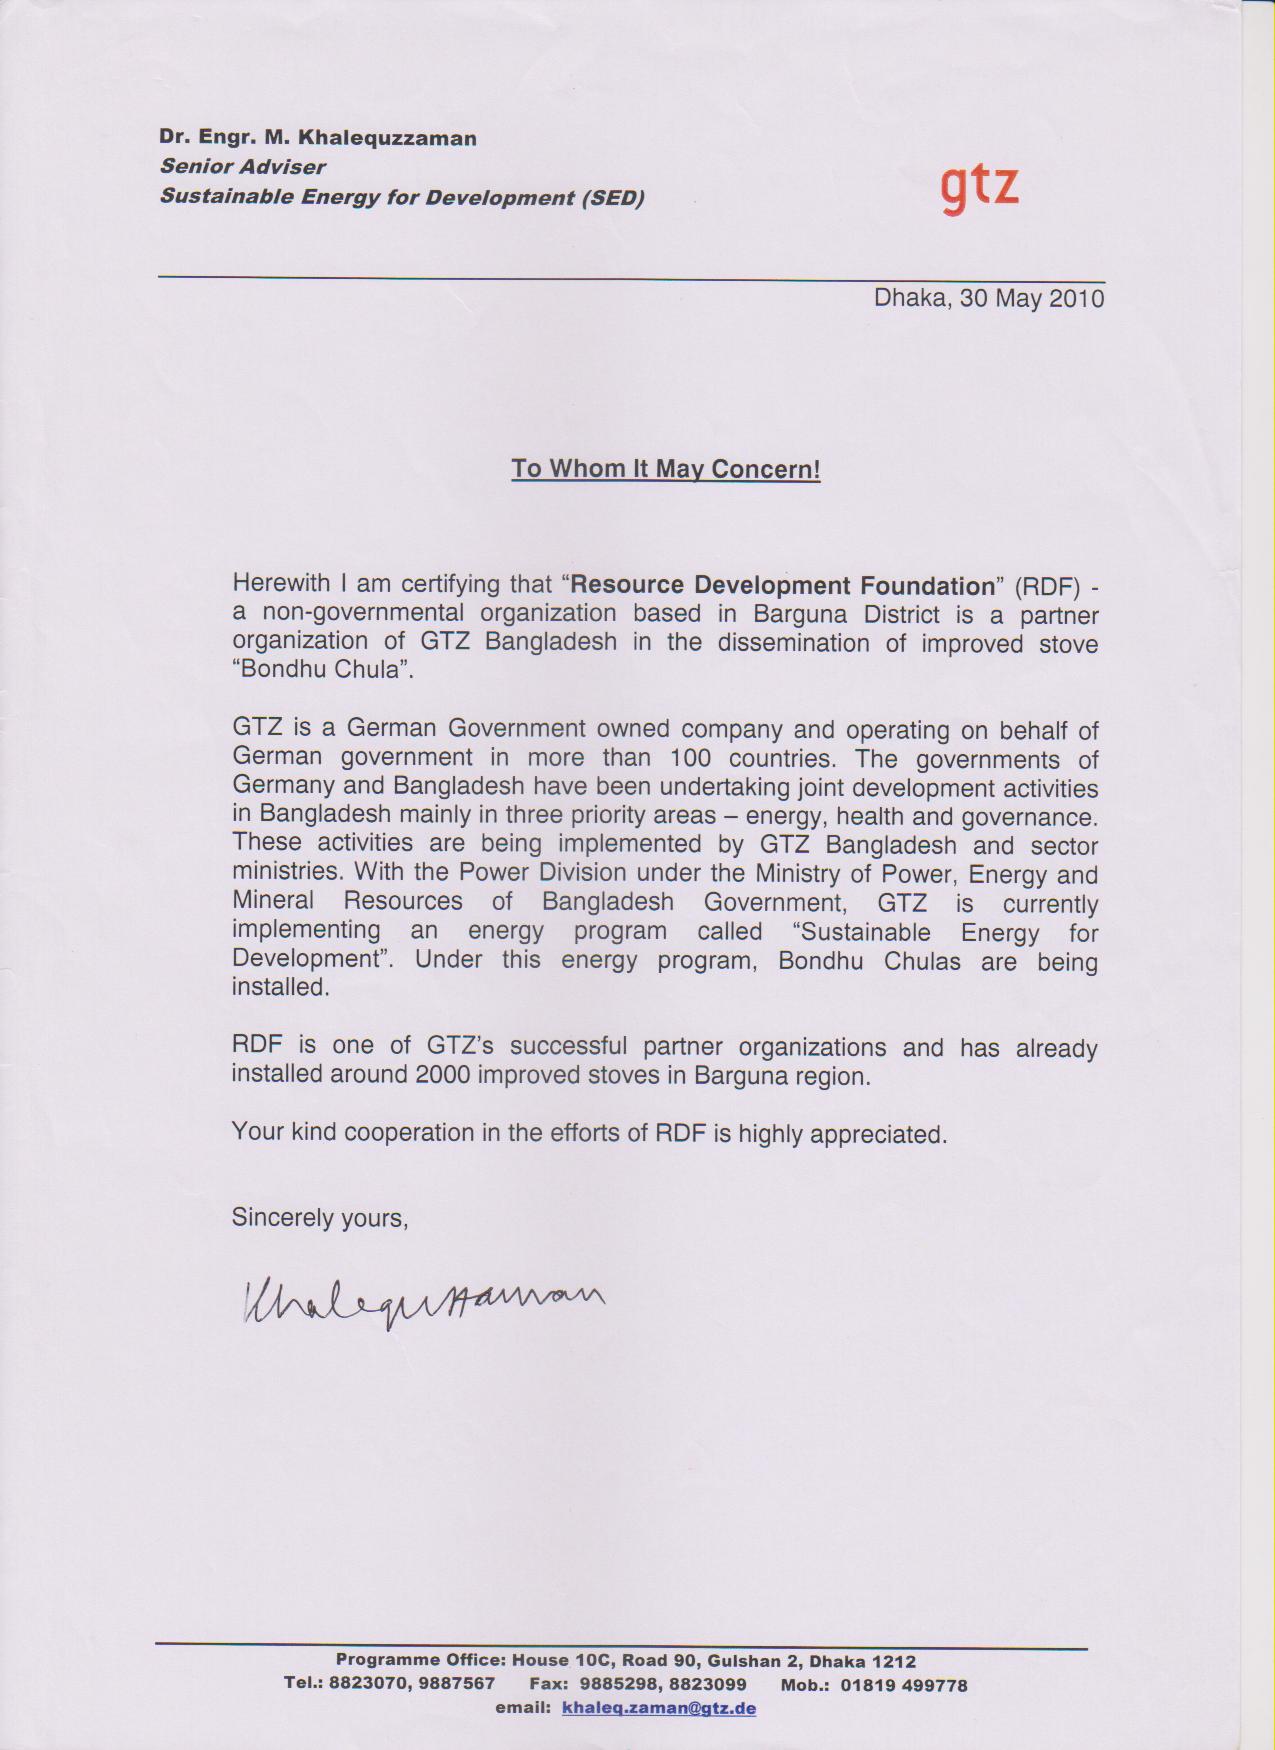 Dr. Engr. M. Khalequzzaman
Senior Adviser
Sustainable Energy for Development (SED)
gtz
Dhaka, 30 May 2010
To Whom It May Concern!
Herewith I am certifying that “Resource Development Foundation” (RDF) -
a non-governmental organization based in Barguna District is a partner
organization of GTZ Bangladesh in the dissemination of improved stove
“Bondhu Chula”.
GTZ is a German Government owned company and operating on behalf of
German government in more than 100 countries. The governments of
Germany and Bangladesh have been undertaking joint development activities
in Bangladesh mainly in three priority areas – energy, health and governance.
These activities are being implemented by GTZ Bangladesh and sector
ministries. With the Power Division under the Ministry of Power, Energy and
Mineral Resources of Bangladesh Government, GTZ is currently
implementing an energy program called “Sustainable Energy for
Development”. Under this energy program, Bondhu Chulas are being
installed.
RDF is one of GTZ’s successful partner organizations and has already
installed around 2000 improved stoves in Barguna region.
Your kind cooperation in the efforts of RDF is highly appreciated.
Sincerely yours,
Khalequzzaman
Programme Office: House 10C, Road 90, Gulshan 2, Dhaka 1212
Tel.: 8823070, 9887567 Fax: 9885298, 8823099 Mob.: 01819 499778
email: khaleq.zaman@gtz.de